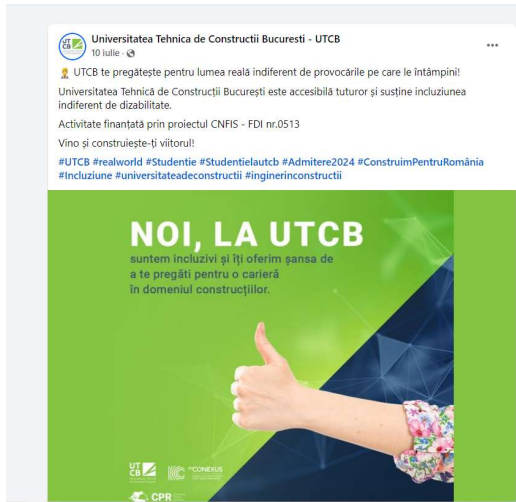 Universitatea Tehnica de Constructii Bucuresti - UTCB
10 iulie ·
UTCB te pregătește pentru lumea reală indiferent de provocările pe care le întâmpini!
Universitatea Tehnică de Construcții București este accesibilă tuturor și susține incluziunea
indiferent de dizabilitate.
Activitate finanțată prin proiectul CNFIS - FDI nr.0513
Vino și construiește-ți viitorul!
#UTCB #realworld #Studentie #Studentielautcb #Admitere2024 #ConstruimPentruRomânia
#Incluziune #universitateadeconstructii #inginerinconstructii
NOI, LA UTCB
suntem incluzivi și îți oferim șansa de
a te pregăti pentru o carieră
în domeniul construcțiilor.
UT
CB
CONEXUS
CPR